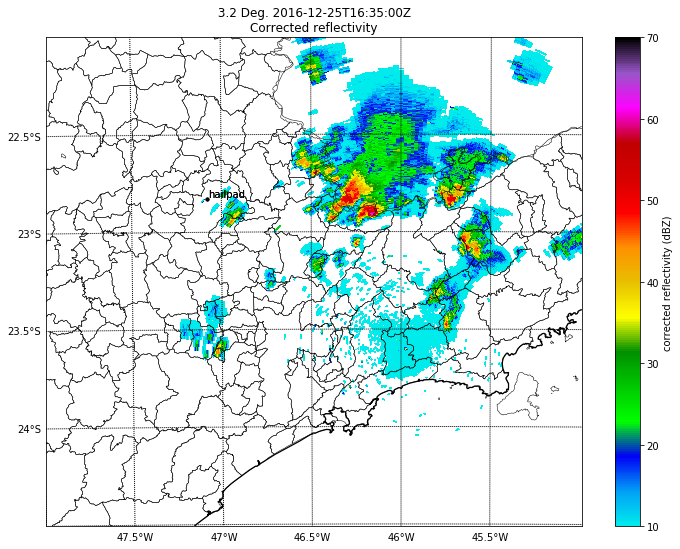 3.2 Deg. 2016-12-25T16:35:00Z
Corrected reflectivity
22.5°S
23°S
23.5°S
24°S
47.5°W
47°W
46.5°W
46°W
45.5°W
hailpad
70
60
50
40
30
20
10
corrected reflectivity (dBZ)